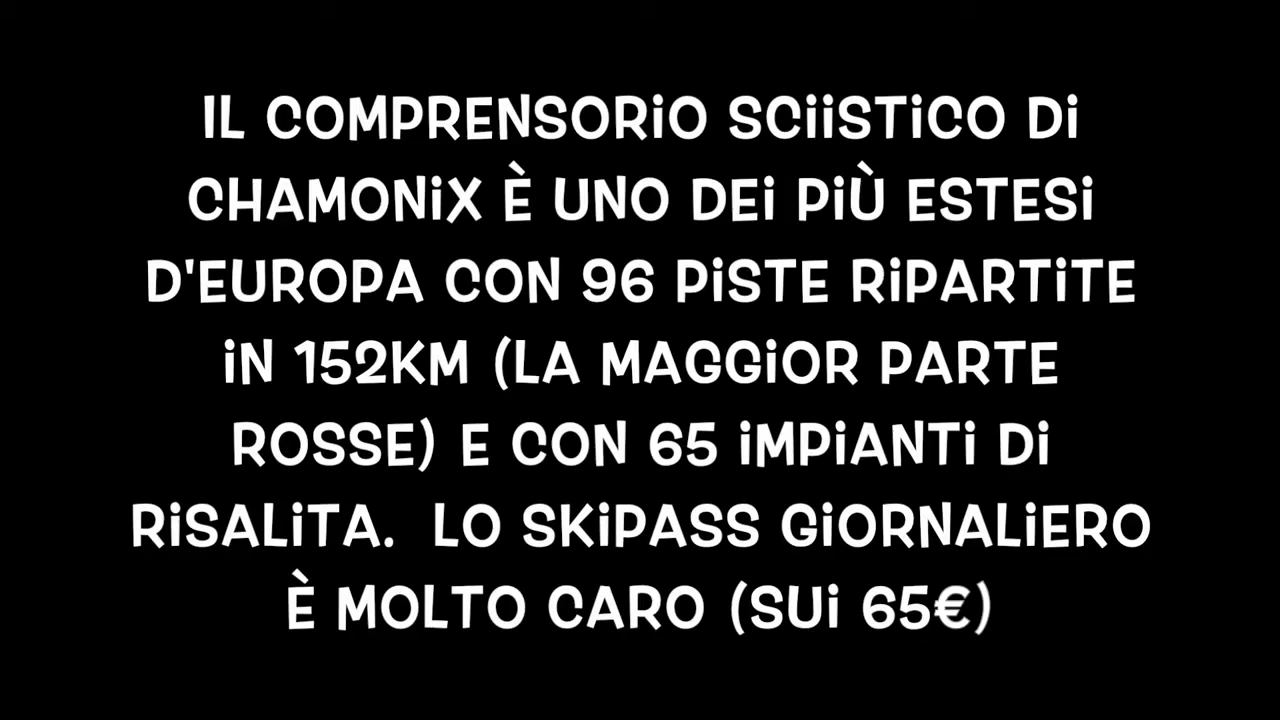 IL COMPRENSORIO SCIISTICO DI
CHAMONIX È UNO DEI PIÙ ESTESI
D'EUROPA CON 96 PISTE RIPARTITE
IN 152KM (LA MAGGIOR PARTE
ROSSE) E CON 65 IMPIANTI DI
RISALITA. LO SKIPASS GIORNALIERO
È MOLTO CARO (SUI 65€)